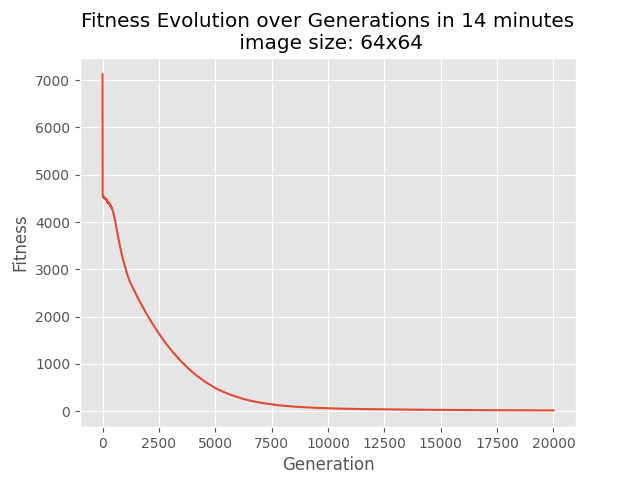 Fitness Evolution over Generations in 14 minutes
image size: 64x64
7000
6000
5000
4000
3000
2000
1000
0
Fitness
0 2500 5000 7500 10000 12500 15000 17500 20000
Generation